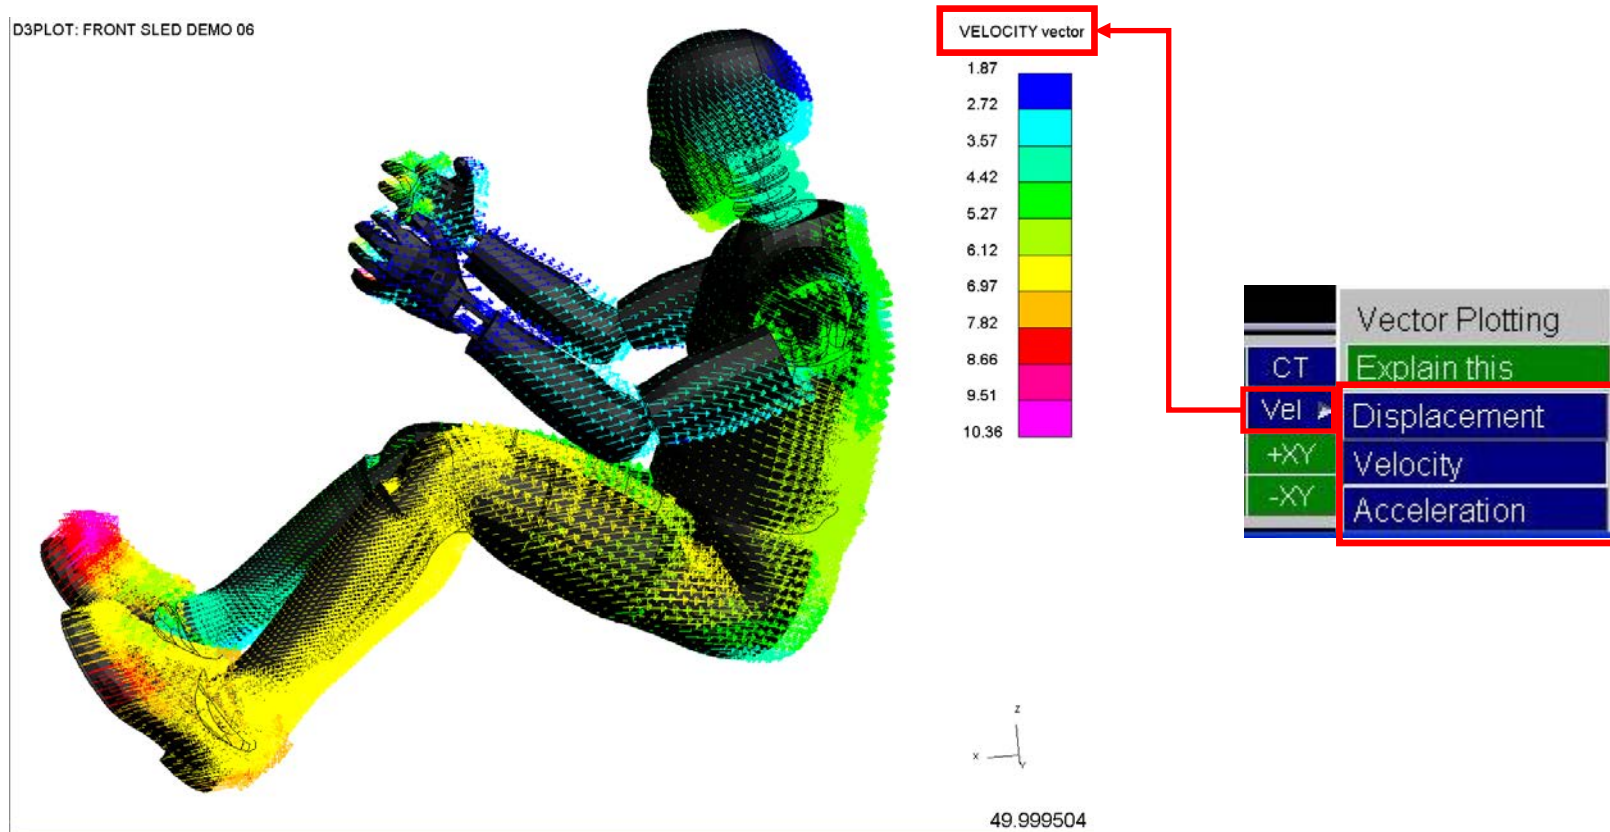 D3PLOT: FRONT SLED DEMO 06
VELOCITY vector
1.87
2.72
3.57
4.42
5.27
6.12
6.97
7.82
8.66
9.51
10.36
Vector Plotting
CT
Explain this
Vel
Displacement
+XY
Velocity
-XY
Acceleration
Z
X
Y
49.999504